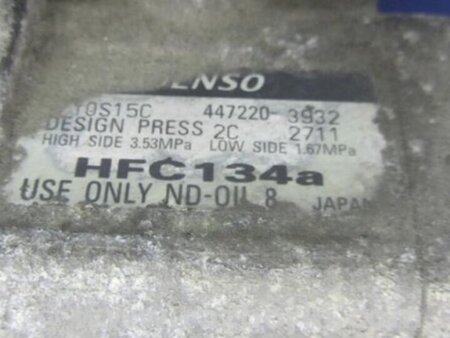 ENSO
10S15C 447220-3932
DESIGN PRESS 2C 2711
HIGH SIDE 3.53MPa LOW SIDE 1.67MPa
HFC134a
USE ONLY ND-OIL 8 JAPAN